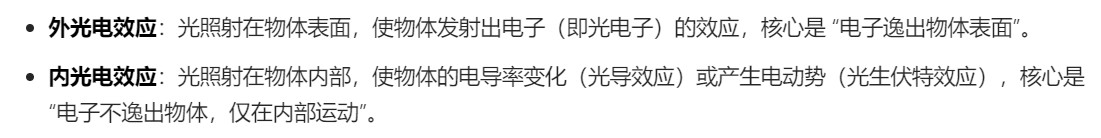 • 外光电效应：光照射在物体表面，使物体发射出电子（即光电子）的效应，核心是 “电子逸出物体表面”。
• 内光电效应：光照射在物体内部，使物体的电导率变化（光导效应）或产生电动势（光生伏特效应），核心是
“电子不逸出物体，仅在内部运动”。